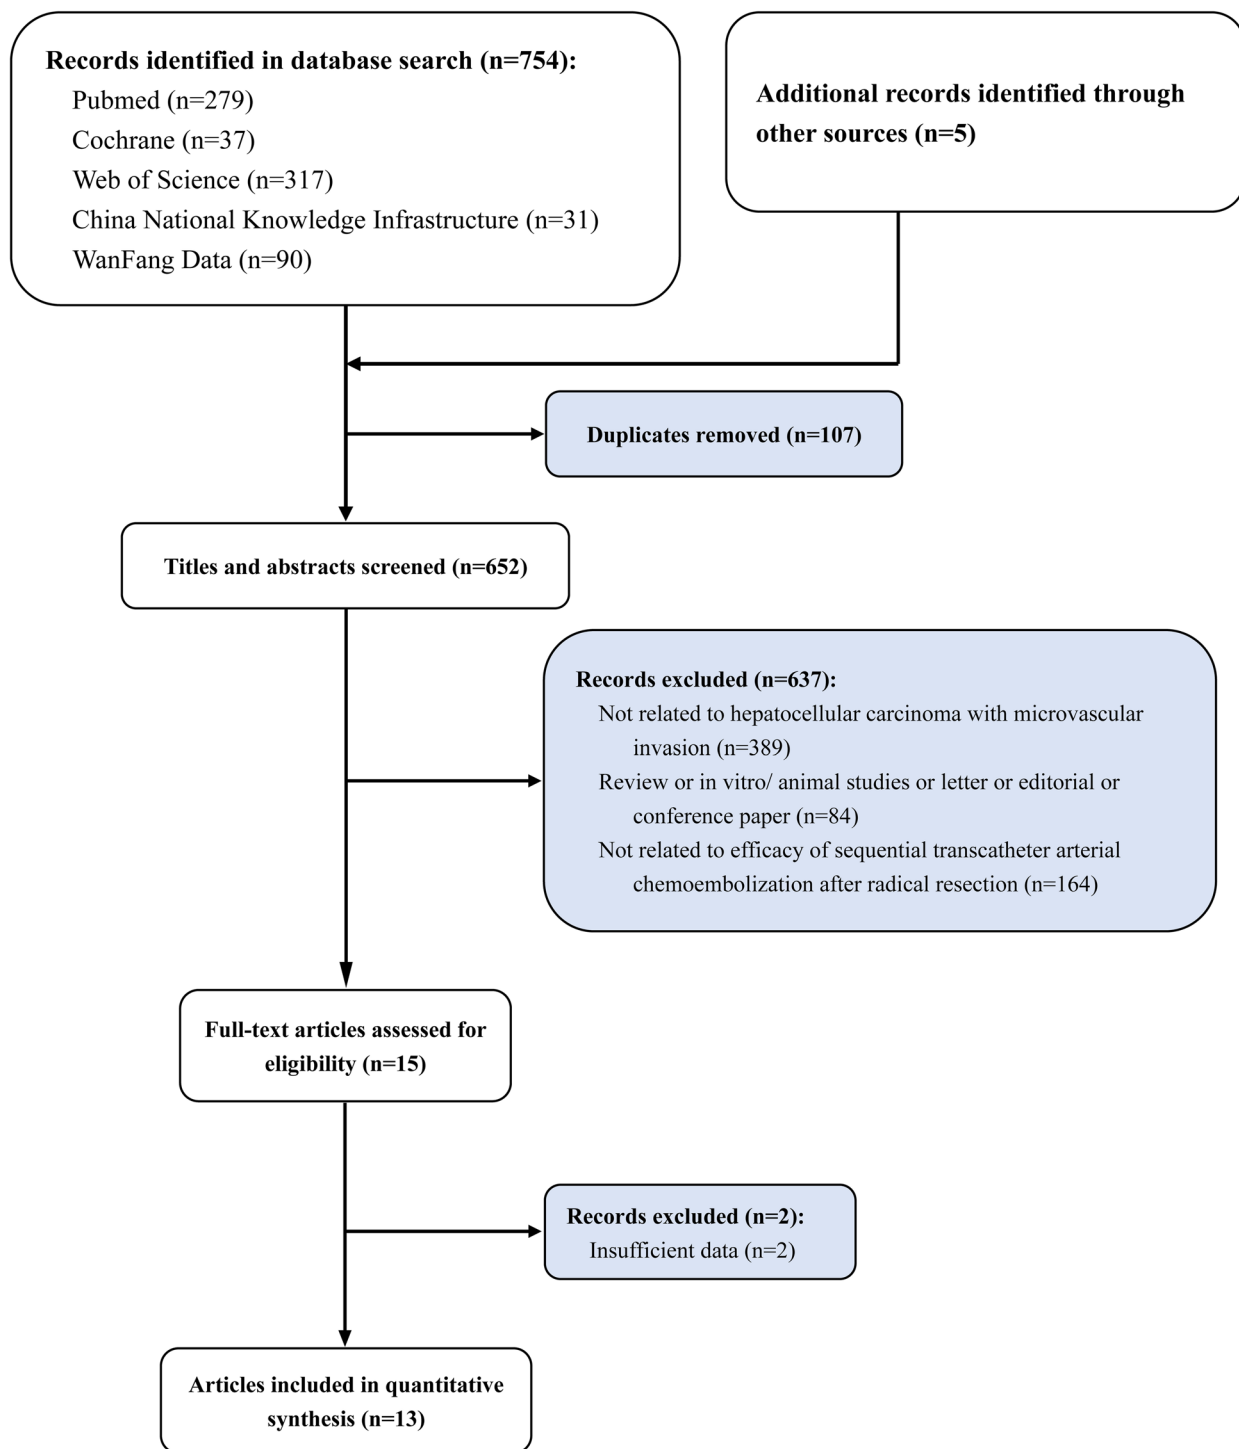 Records identified in database search (n=754):
Pubmed (n=279)
Cochrane (n=37)
Web of Science (n=317)
China National Knowledge Infrastructure (n=31)
WanFang Data (n=90)
Additional records identified through
other sources (n=5)
Duplicates removed (n=107)
Titles and abstracts screened (n=652)
Records excluded (n=637):
Not related to hepatocellular carcinoma with microvascular
invasion (n=389)
Review or in vitro/ animal studies or letter or editorial or
conference paper (n=84)
Not related to efficacy of sequential transcatheter arterial
chemoembolization after radical resection (n=164)
Full-text articles assessed for
eligibility (n=15)
Records excluded (n=2):
Insufficient data (n=2)
Articles included in quantitative
synthesis (n=13)